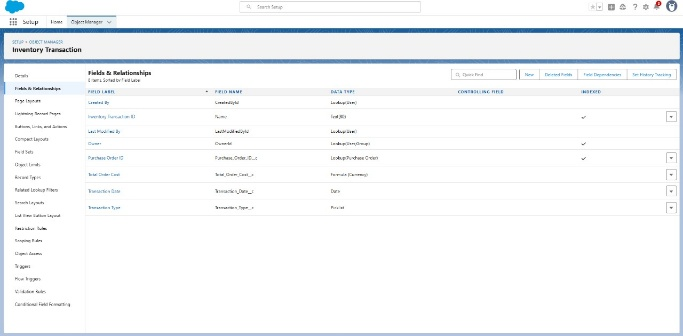 Search Setup
Setup Home Object Manager
SETUP > OBJECT MANAGER
Inventory Transaction
Details
Fields & Relationships
Page Layouts
Lightning Record Pages
Buttons, Links, and Actions
Compact Layouts
Field Sets
Object Limits
Record Types
Related Lookup Filters
Search Layouts
List View Button Layout
Restriction Rules
Scoping Rules
Object Access
Triggers
Flow Triggers
Validation Rules
Conditional Field Formatting
Fields & Relationships
8 Items, Sorted by Field Label
Quick Find New Deleted Fields Field Dependencies Set History Tracking
FIELD LABEL FIELD NAME DATA TYPE CONTROLLING FIELD INDEXED
Created By CreatedById Lookup(User)
Inventory Transaction ID Name Text(80)
Last Modified By LastModifiedById Lookup(User)
Owner OwnerId Lookup(User,Group)
Purchase Order ID Purchase_Order_ID__c Lookup(Purchase Order)
Total Order Cost Total_Order_Cost__c Formula (Currency)
Transaction Date Transaction_Date__c Date
Transaction Type Transaction_Type__c Picklist